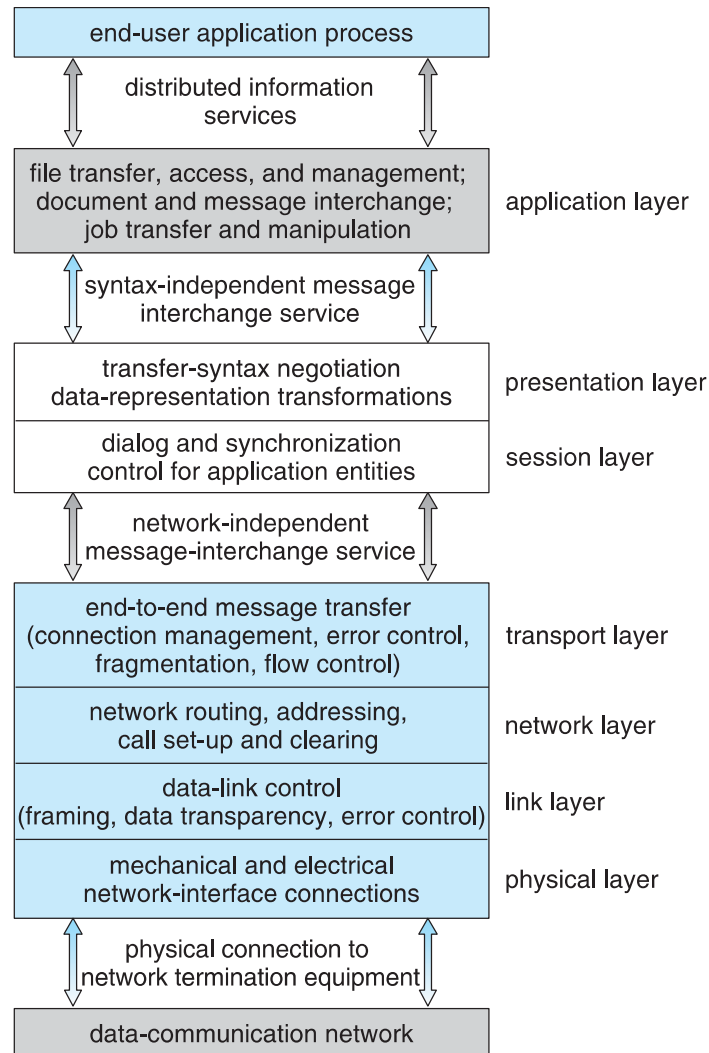 end-user application process
distributed information
services
file transfer, access, and management;
document and message interchange;
job transfer and manipulation
application layer
syntax-independent message
interchange service
transfer-syntax negotiation
data-representation transformations
presentation layer
dialog and synchronization
control for application entities
session layer
network-independent
message-interchange service
end-to-end message transfer
(connection management, error control,
fragmentation, flow control)
transport layer
network routing, addressing,
call set-up and clearing
network layer
data-link control
(framing, data transparency, error control)
link layer
mechanical and electrical
network-interface connections
physical layer
physical connection to
network termination equipment
data-communication network